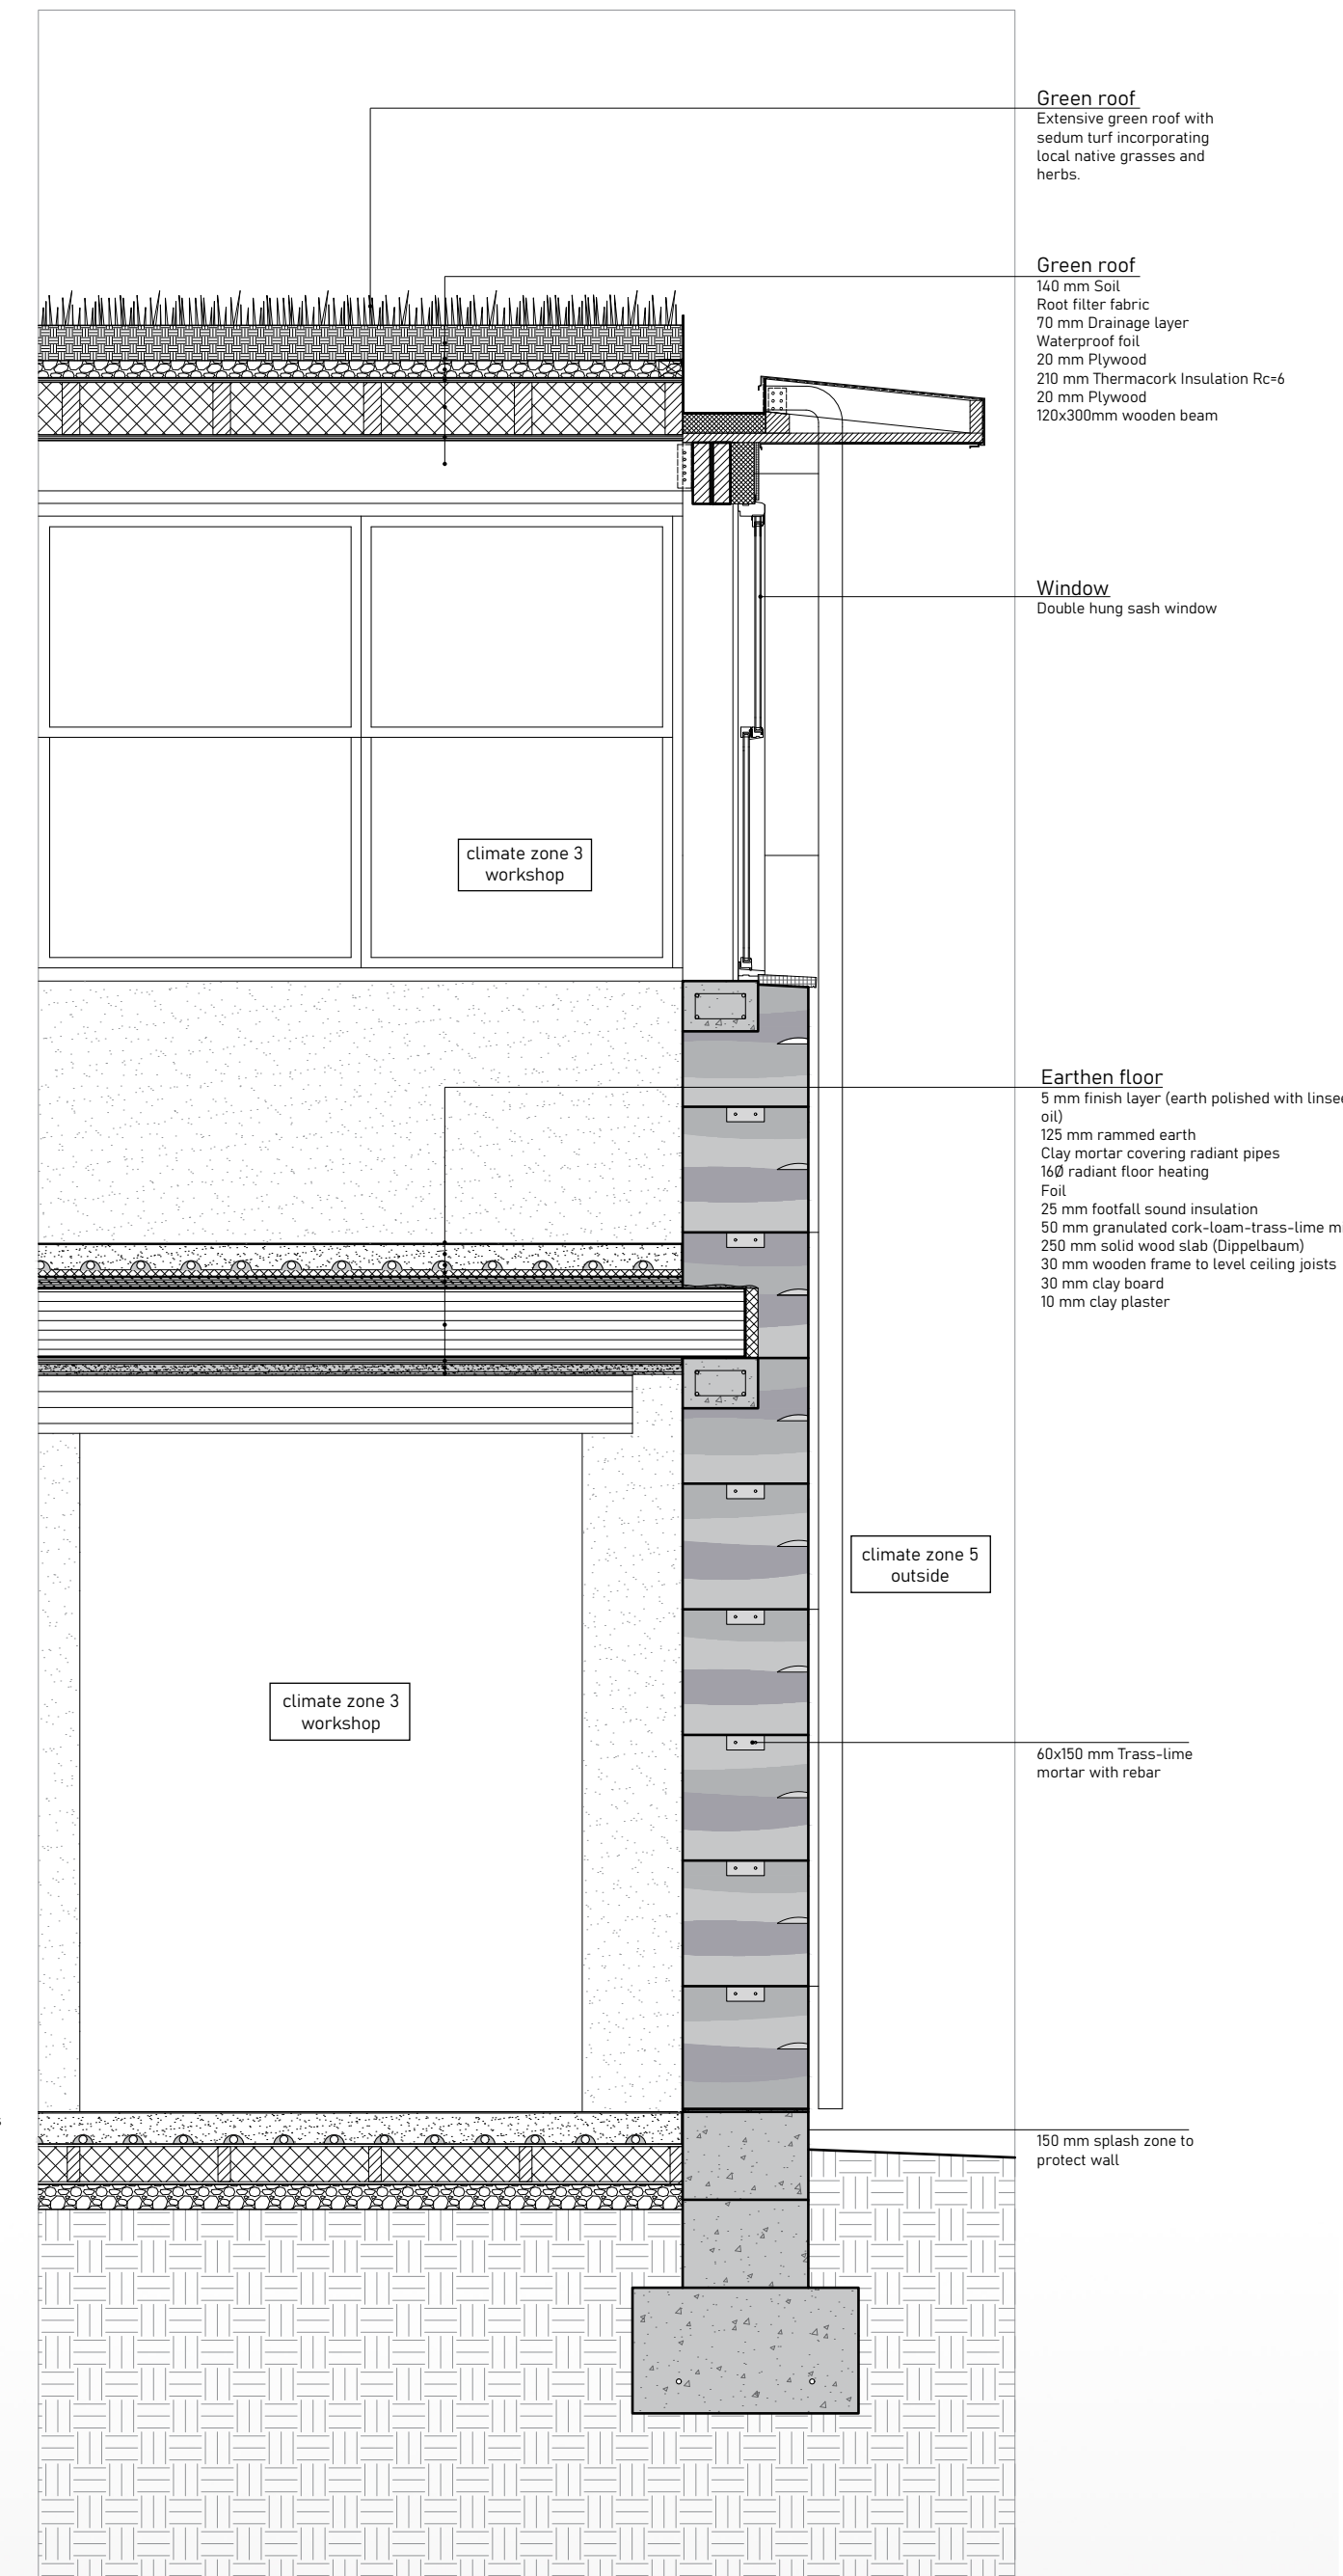 Green roof
Extensive green roof with
sedum turf incorporating
local native grasses and
herbs.
Green roof
140 mm Soil
Root filter fabric
70 mm Drainage layer
Waterproof foil
20 mm Plywood
210 mm Thermacork Insulation Rc=6
20 mm Plywood
120x300mm wooden beam
Window
Double hung sash window
climate zone 3
workshop
Earthen floor
5 mm finish layer (earth polished with
oil)
125 mm rammed earth
Clay mortar covering radiant pipes
16Ø radiant floor heating
Foil
25 mm footfall sound insulation
50 mm granulated cork-loam-trass-lime
250 mm solid wood slab (Dippelbaum)
30 mm wooden frame to level ceiling joists
30 mm clay board
10 mm clay plaster
climate zone 5
outside
climate zone 3
workshop
60x150 mm Trass-lime
mortar with rebar
150 mm splash zone to
protect wall